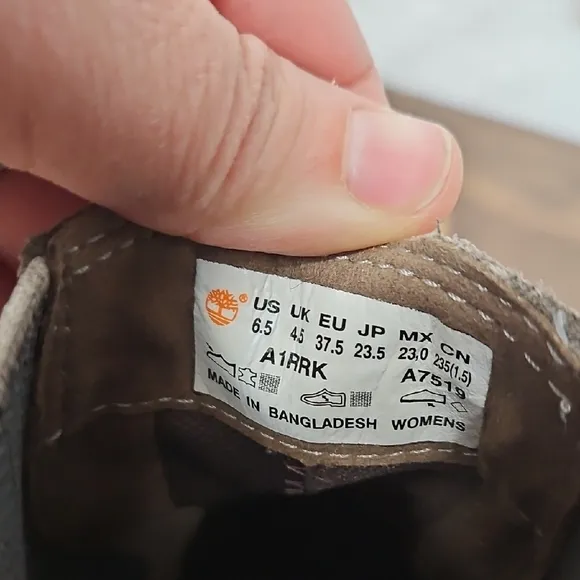 US UK EU JP MX CN
6.5 4.5 37.5 23.5 23,0 235(1.5)
A1RRK A7519
MADE IN BANGLADESH WOMENS